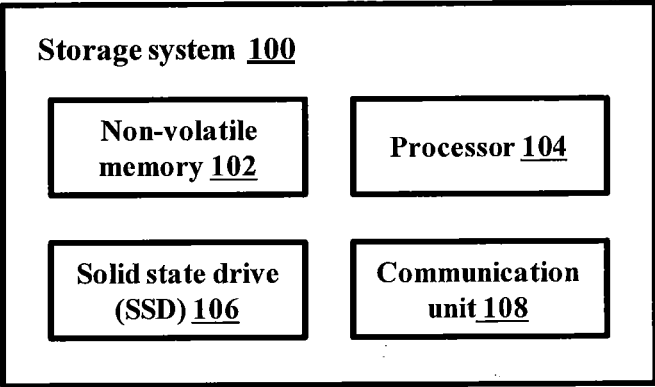 Storage system 100
Non-volatile
memory 102
Processor 104
Solid state drive
(SSD) 106
Communication
unit 108